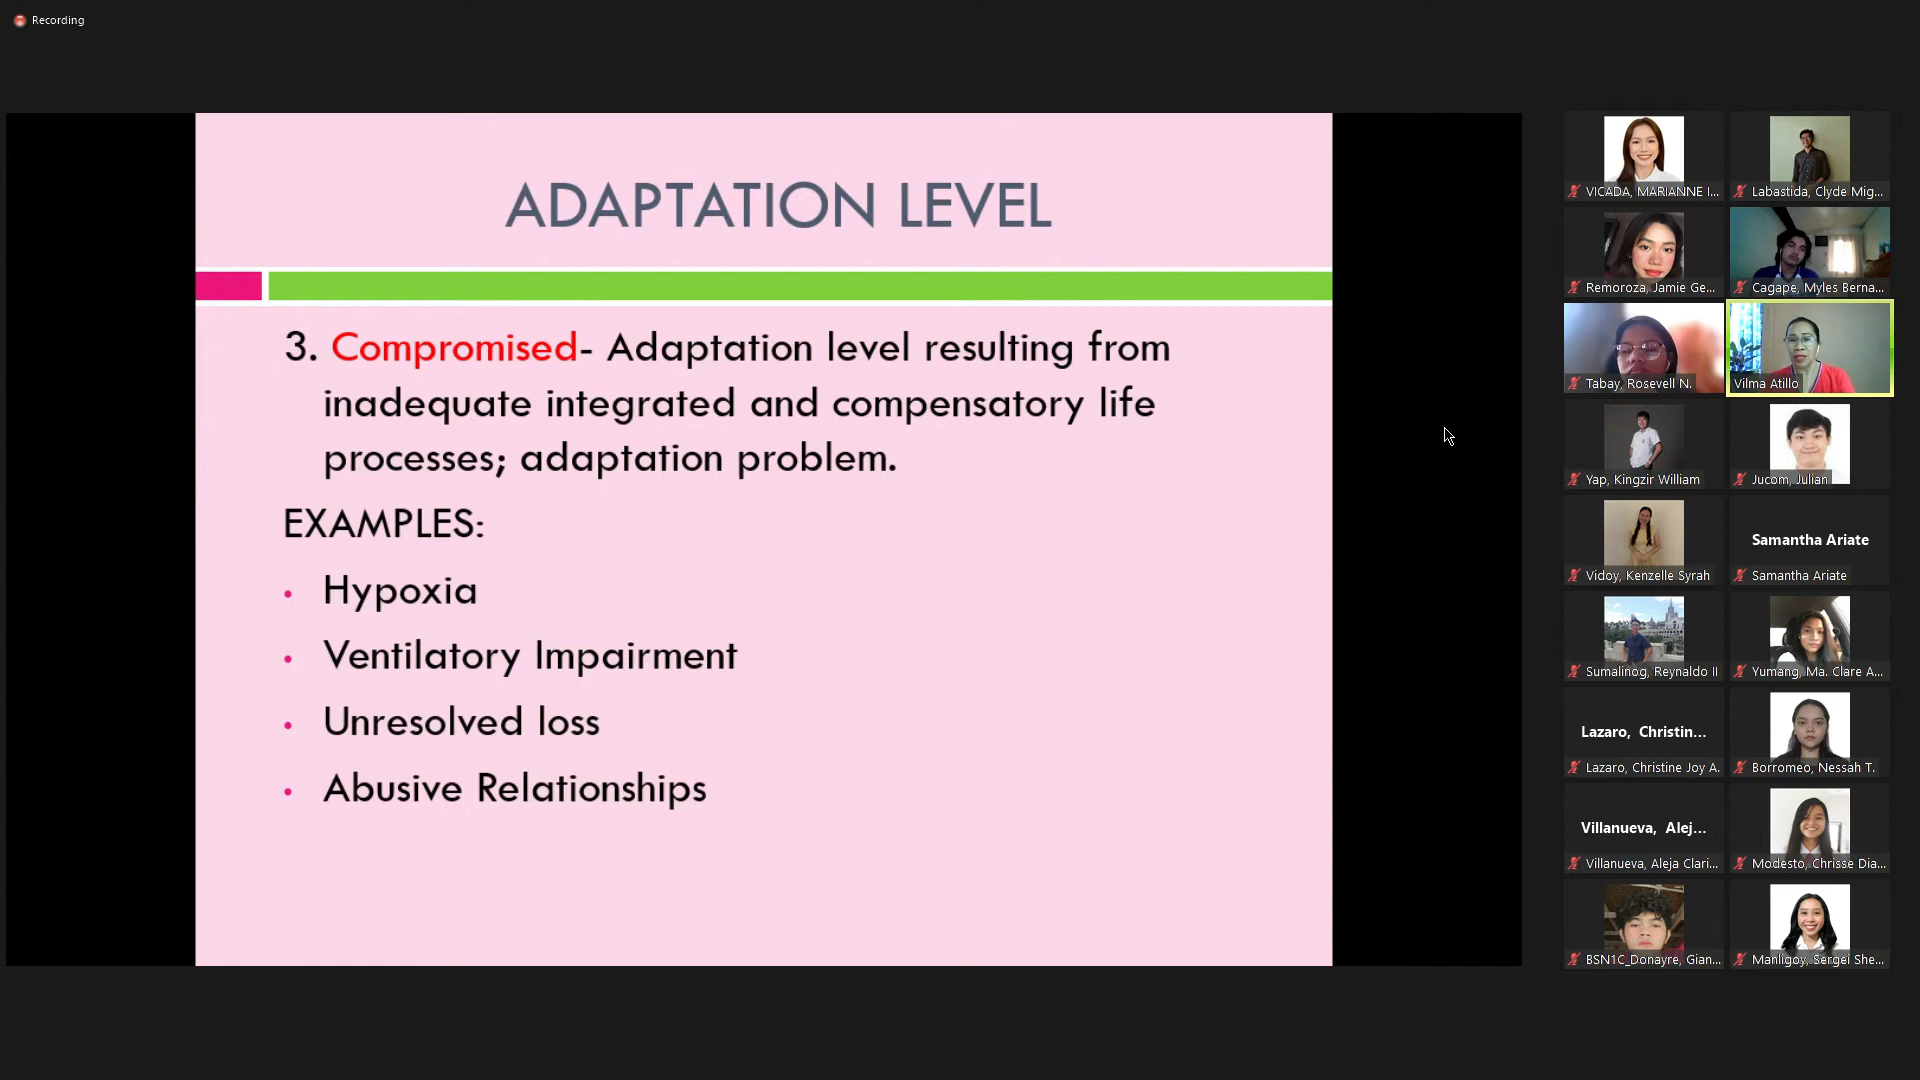 Recording
ADAPTATION LEVEL
3. Compromised- Adaptation level resulting from
inadequate integrated and compensatory life
processes; adaptation problem.
EXAMPLES:
• Hypoxia
• Ventilatory Impairment
• Unresolved loss
• Abusive Relationships
VICADA, MARIANNE I...
Labastida, Clyde Mig...
Remoroza, Jamie Ge...
Cagape, Myles Berna...
Tabay, Rosevell N.
Vilma Atillo
Yap, Kingzir William
Jucom, Julian
Vidoy, Kenzelle Syrah
Samantha Ariate
Samantha Ariate
Sumalinog, Reynaldo II
Yumang, Ma. Clare A...
Lazaro, Christin...
Lazaro, Christine Joy A.
Borromeo, Nessah T.
Villanueva, Alej...
Villanueva, Aleja Clari...
Modesto, Chrisse Dia...
BSN1C_Donayre, Gian...
Manligoy, Sergei She...